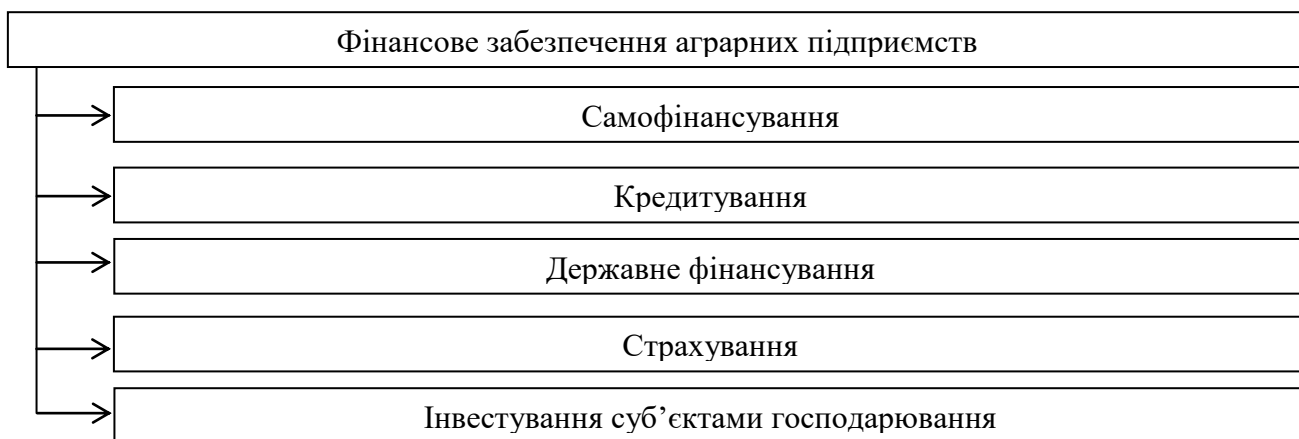 Фінансове забезпечення аграрних підприємств
Самофінансування
Кредитування
Державне фінансування
Страхування
Інвестування суб’єктами господарювання